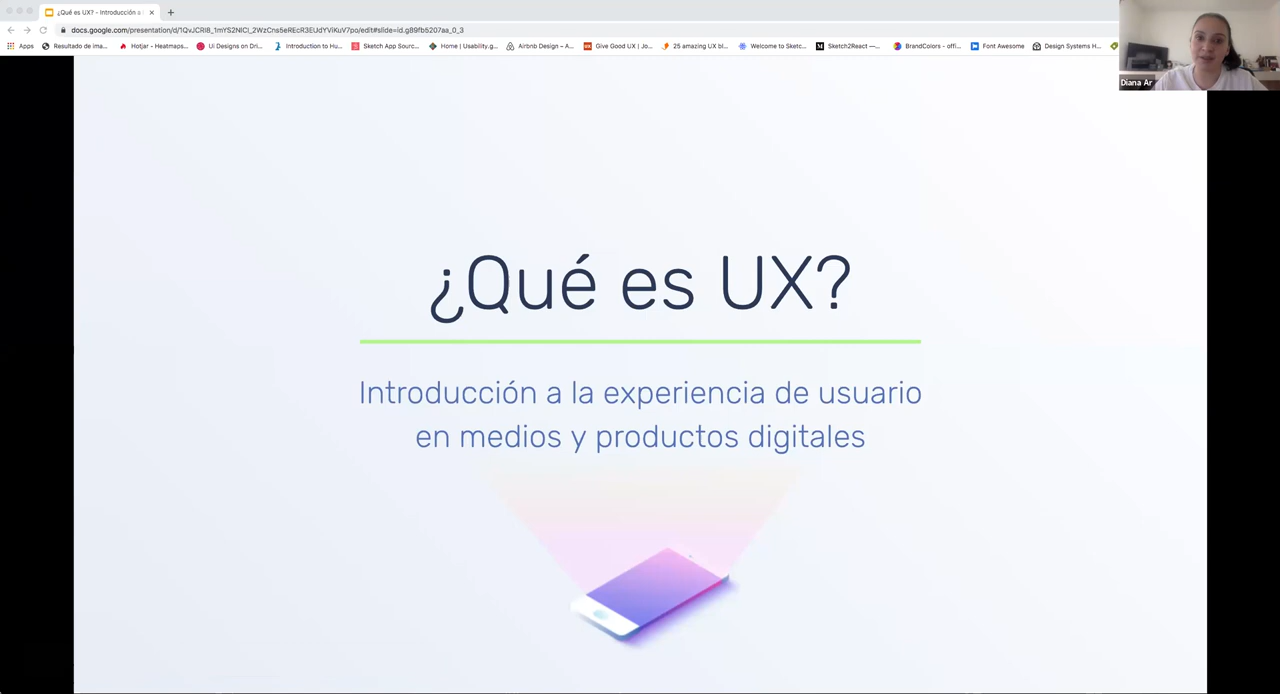 ¿Qué es UX? - Introducción a l
docs.google.com/presentation/d/1QvJCRI8_1mYS2NlCl_2WzCns5eREcR3EUdYVlKuV7po/edit#slide=id.g89fb5207aa_0_3
Apps Resultado de ima... Hotjar - Heatmaps... Ui Designs on Dri... Introduction to Hu... Sketch App Sourc... Home | Usability.g... Airbnb Design – A... Give Good UX | Jo... 25 amazing UX bl... Welcome to Sketc... Sketch2React —... BrandColors - offi... Font Awesome Design Systems H...
Diana Ar
¿Qué es UX?
Introducción a la experiencia de usuario
en medios y productos digitales